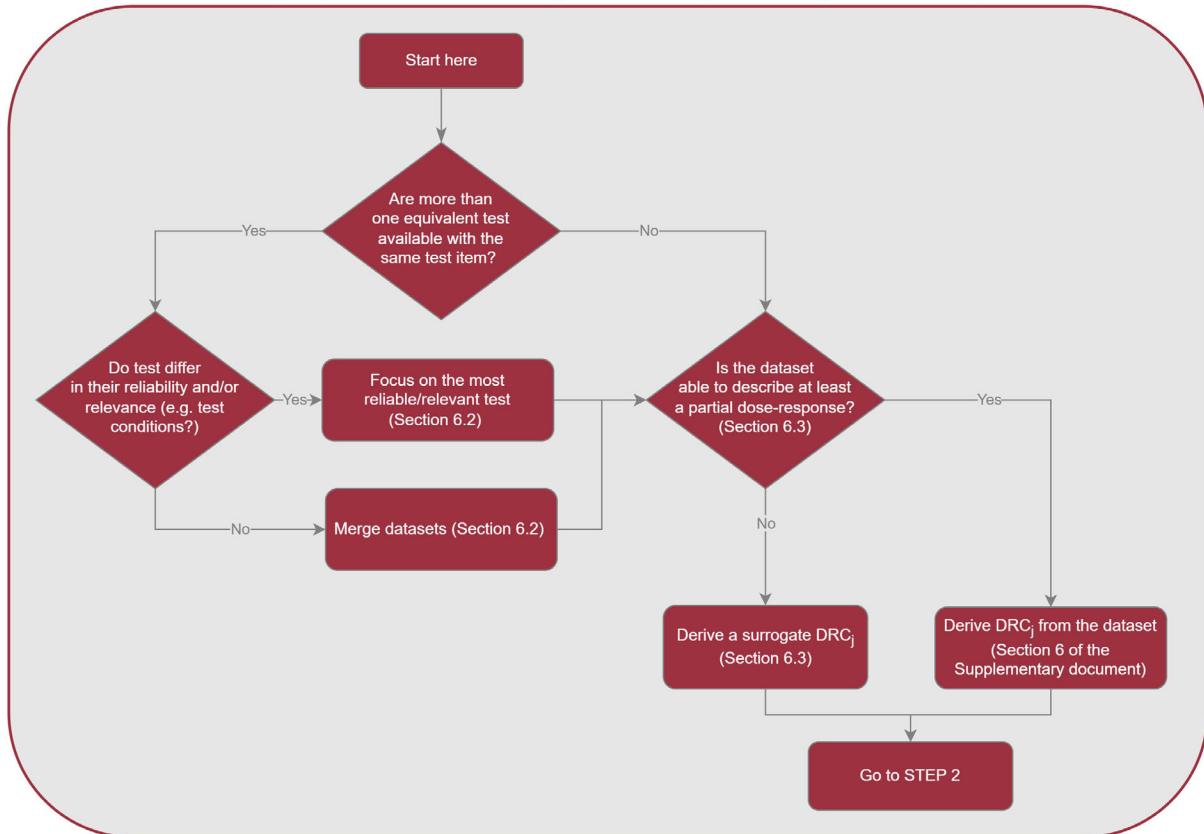 Start here
Are more than
one equivalent test
available with the
same test item?
Yes
No
Do test differ
in their reliability and/or
relevance (e.g. test
conditions?)
Yes
Focus on the most
reliable/relevant test
(Section 6.2)
Is the dataset
able to describe at least
a partial dose-response?
(Section 6.3)
Yes
No
Merge datasets (Section 6.2)
No
Derive a surrogate DRCj
(Section 6.3)
Derive DRCj from the dataset
(Section 6 of the
Supplementary document)
Go to STEP 2